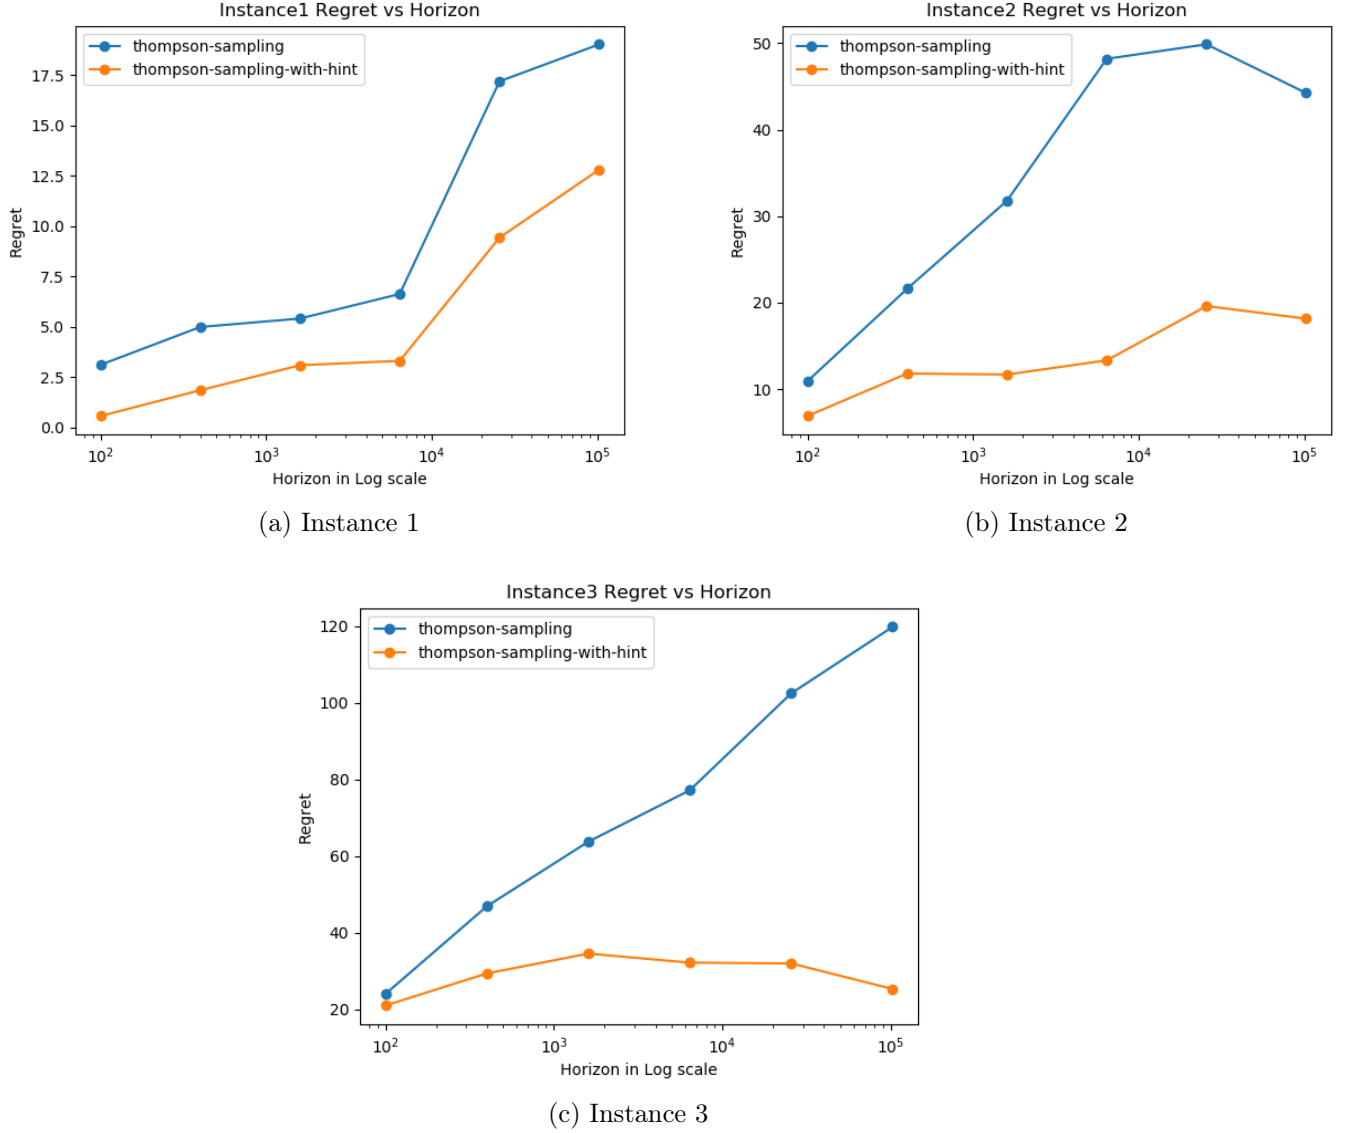 Instance1 Regret vs Horizon
thompson-sampling
thompson-sampling-with-hint
17.5
15.0
12.5
10.0
7.5
5.0
2.5
0.0
Regret
10²
10³
10⁴
10⁵
Horizon in Log scale
(a) Instance 1
Instance2 Regret vs Horizon
thompson-sampling
thompson-sampling-with-hint
50
40
30
20
10
Regret
10²
10³
10⁴
10⁵
Horizon in Log scale
(b) Instance 2
Instance3 Regret vs Horizon
thompson-sampling
thompson-sampling-with-hint
120
100
80
60
40
20
Regret
10²
10³
10⁴
10⁵
Horizon in Log scale
(c) Instance 3